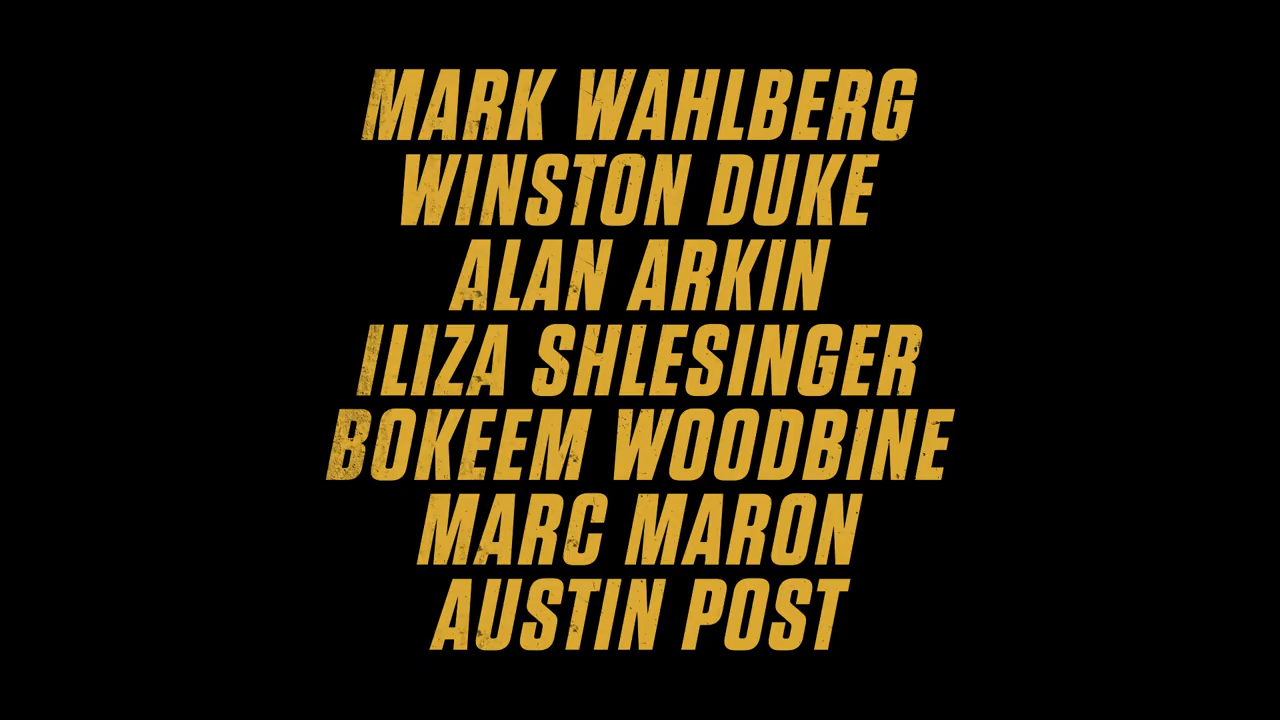 MARK WAHLBERG
WINSTON DUKE
ALAN ARKIN
ILIZA SHLESINGER
BOKEEM WOODBINE
MARC MARON
AUSTIN POST